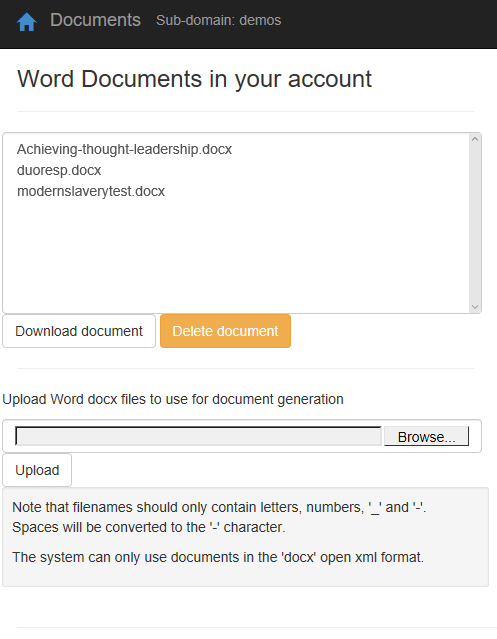 Documents Sub-domain: demos
Word Documents in your account
Achieving-thought-leadership.docx
duoresp.docx
modernslaverytest.docx
Download document Delete document
Upload Word docx files to use for document generation
Browse...
Upload
Note that filenames should only contain letters, numbers, '_' and '-'.
Spaces will be converted to the '-' character.
The system can only use documents in the 'docx' open xml format.